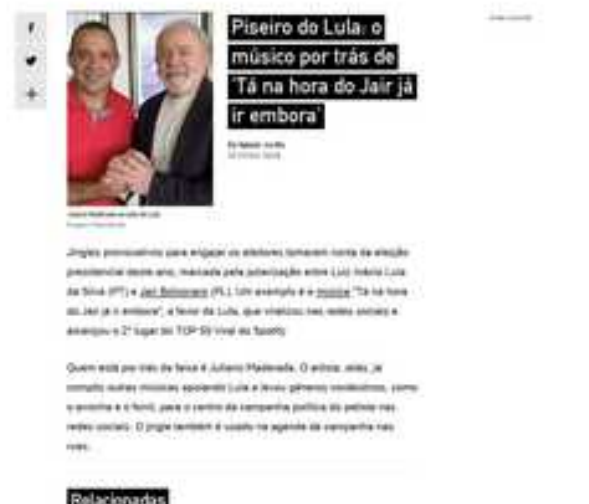 Piseiro do Lula: o
músico por trás de
'Tá na hora do Jair já
ir embora'
Jingles provocativos para engajar os eleitores tomaram conta da eleição
presidencial deste ano, marcada pela polarização entre Luiz Inácio Lula
da Silva (PT) e Jair Bolsonaro (PL). Um exemplo é a música "Tá na hora
do Jair já ir embora", a favor de Lula, que viralizou nas redes sociais e
alcançou o 2º lugar do TOP 50 Viral do Spotify.
Quem está por trás da faixa é Juliano Maderada. O artista, aliás, já
compôs outras músicas apoiando Lula e levou gêneros nordestinos, como
o arrocha e o forró, para o centro da campanha política do petista nas
redes sociais. O jingle também é usado na agenda da campanha nas
ruas.
Relacionadas